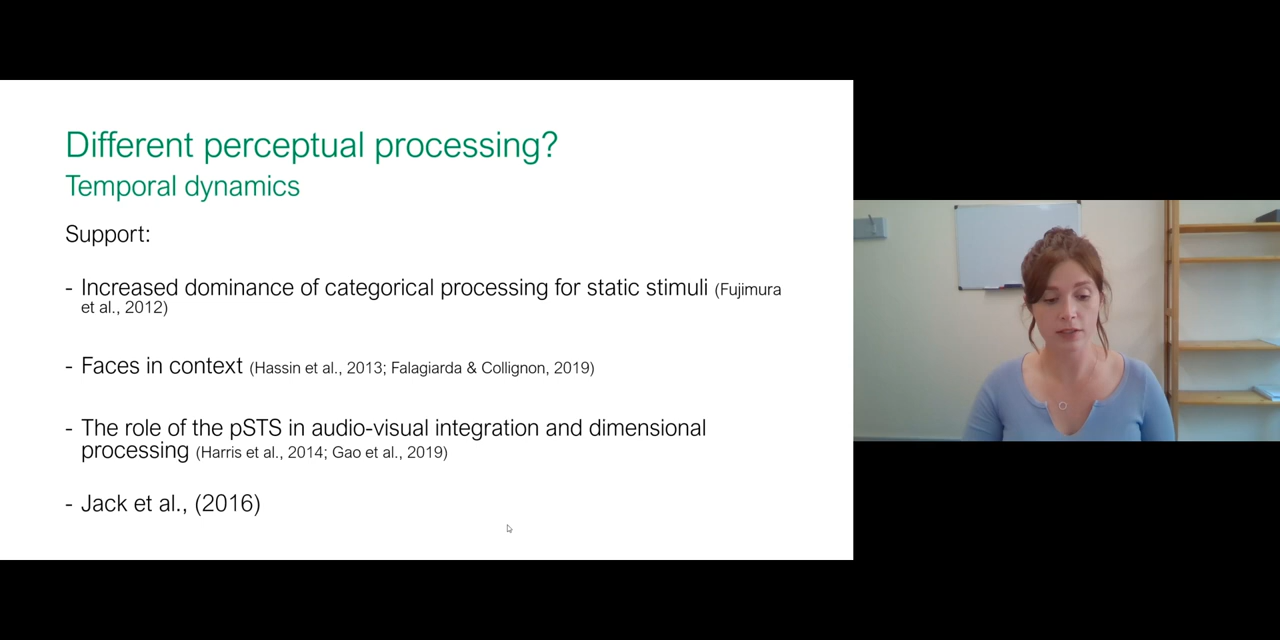 Different perceptual processing?
Temporal dynamics
Support:
- Increased dominance of categorical processing for static stimuli (Fujimura
et al., 2012)
- Faces in context (Hassin et al., 2013; Falagiarda & Collignon, 2019)
- The role of the pSTS in audio-visual integration and dimensional
processing (Harris et al., 2014; Gao et al., 2019)
- Jack et al., (2016)